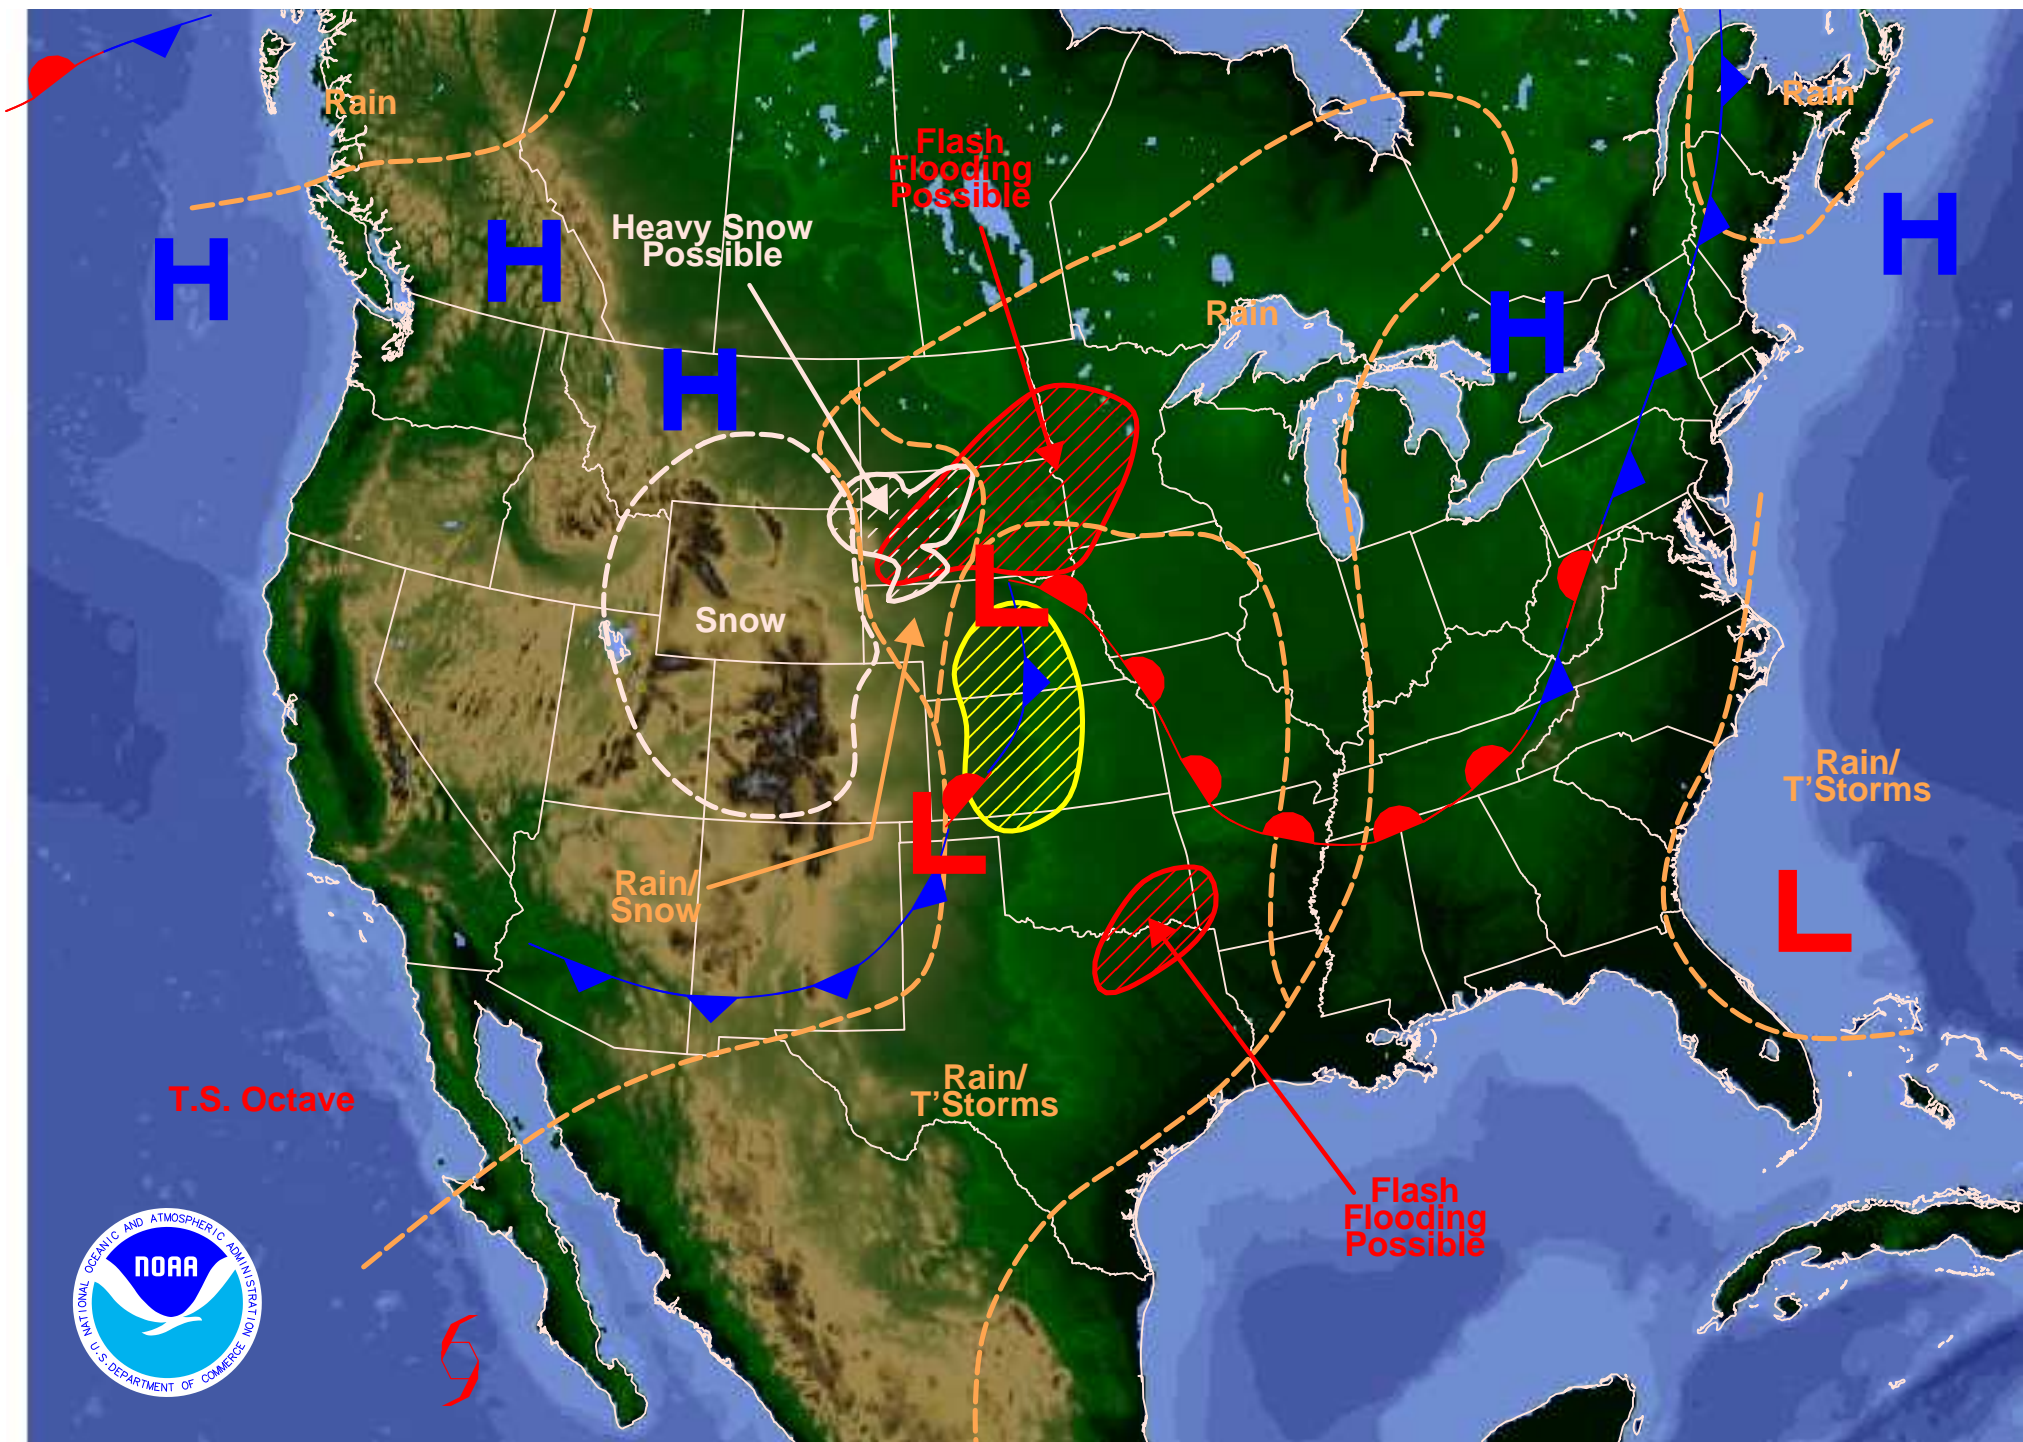 Rain
Rain
Flash
Flooding
Possible
H
H
H
Heavy Snow
Possible
H
Rain
H
H
L
Snow
Rain/
T'Storms
L
Rain/
Snow
L
Rain/
T'Storms
T.S. Octave
Flash
Flooding
Possible
NATIONAL OCEANIC AND ATMOSPHERIC ADMINISTRATION
NOAA
U.S. DEPARTMENT OF COMMERCE